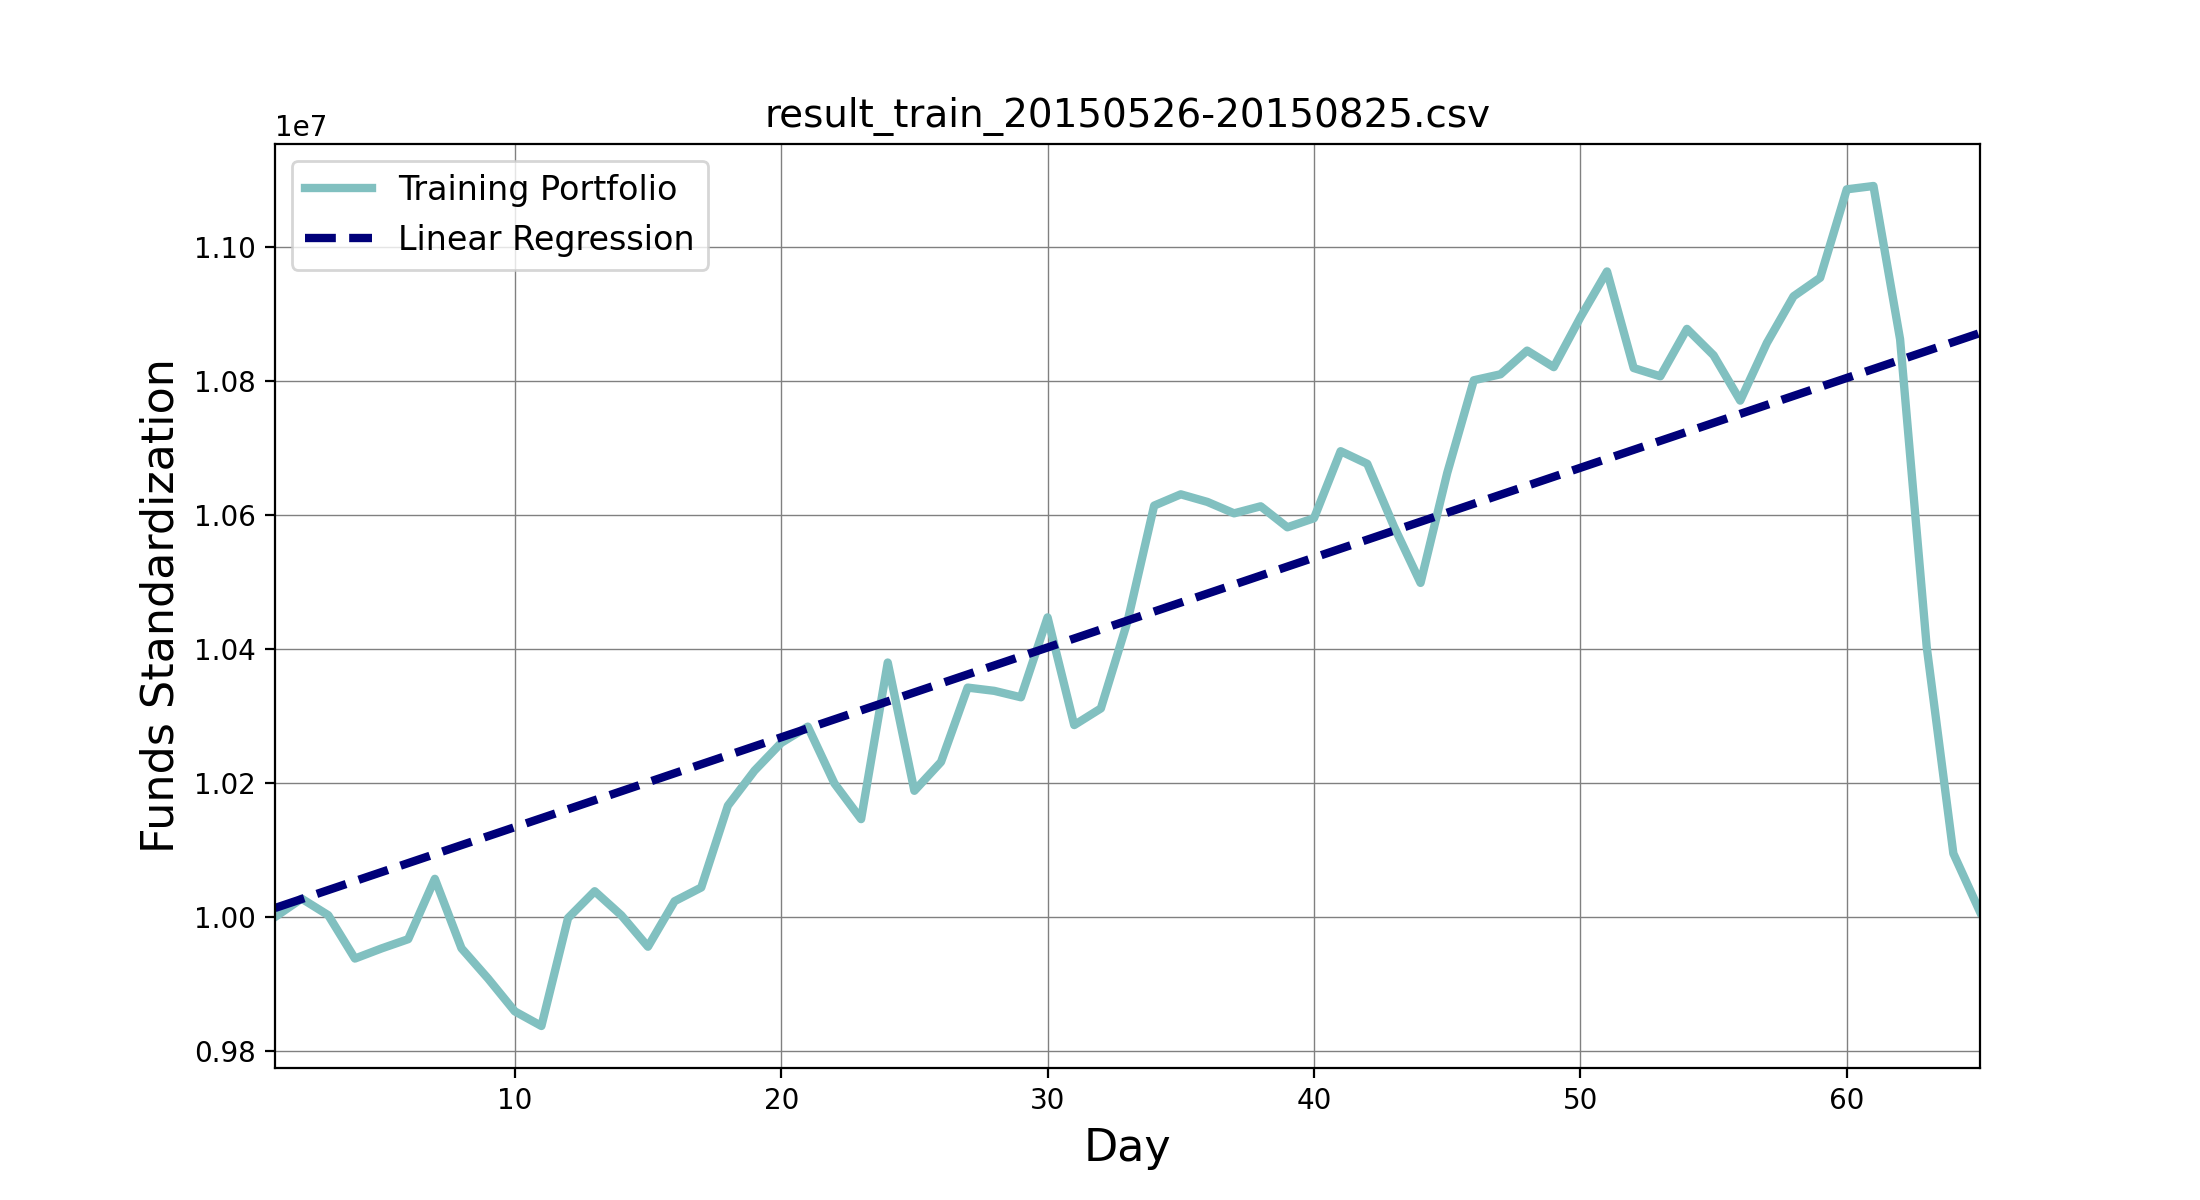 result_train_20150526-20150825.csv
1e7
Training Portfolio
Linear Regression
1.10
1.08
1.06
1.04
1.02
1.00
0.98
Funds Standardization
10 20 30 40 50 60
Day